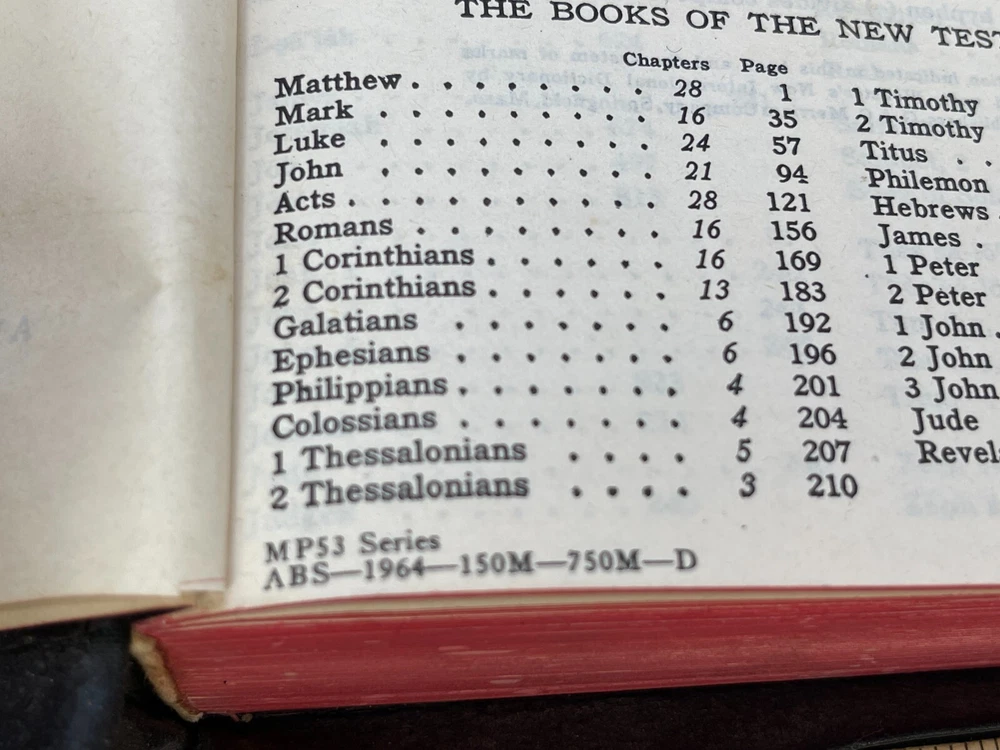 THE BOOKS OF THE NEW
Chapters Page
Matthew . . . . . . . . 28 1 1 Timothy
Mark . . . . . . . . . 16 35 2 Timothy
Luke . . . . . . . . . 24 57 Titus . .
John . . . . . . . . . 21 94 Philemon
Acts . . . . . . . . . . 28 121 Hebrews .
Romans . . . . . . . . 16 156 James .
1 Corinthians . . . . . . 16 169 1 Peter
2 Corinthians . . . . . . 13 183 2 Peter
Galatians . . . . . . . 6 192 1 John .
Ephesians . . . . . . . 6 196 2 John
Philippians . . . . . . . 4 201 3 John
Colossians . . . . . . . 4 204 Jude
1 Thessalonians . . . . 5 207
2 Thessalonians . . . . 3 210
MP53 Series
ABS—1964—150M—750M—D